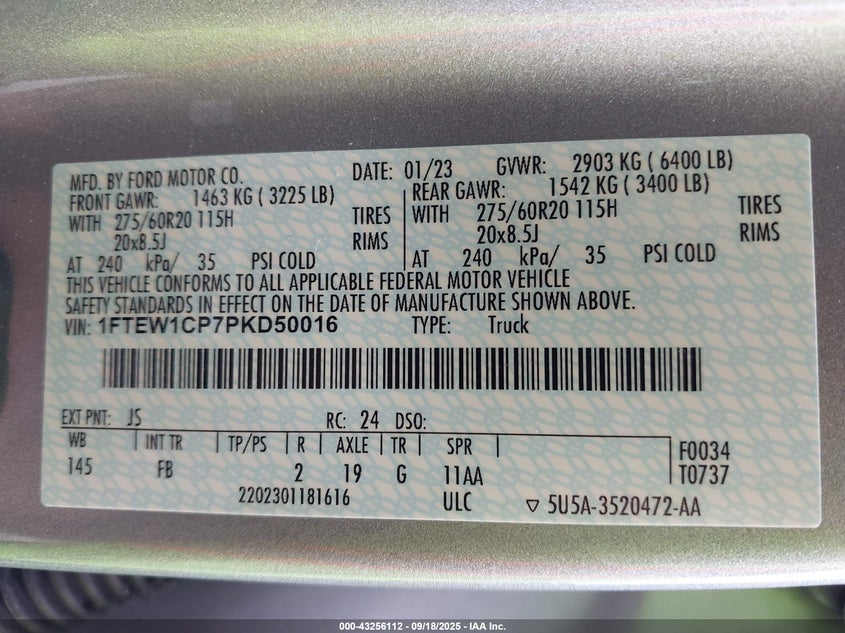 MFD. BY FORD MOTOR CO. DATE: 01/23 GVWR: 2903 KG ( 6400 LB)
FRONT GAWR: 1463 KG ( 3225 LB) REAR GAWR: 1542 KG ( 3400 LB)
WITH 275/60R20 115H TIRES WITH 275/60R20 115H TIRES
20x8.5J RIMS 20x8.5J RIMS
AT 240 kPa/ 35 PSI COLD AT 240 kPa/ 35 PSI COLD
THIS VEHICLE CONFORMS TO ALL APPLICABLE FEDERAL MOTOR VEHICLE
SAFETY STANDARDS IN EFFECT ON THE DATE OF MANUFACTURE SHOWN ABOVE.
VIN: 1FTEW1CP7PKD50016 TYPE: Truck
EXT PNT: JS RC: 24 DSO:
WB INT TR TP/PS R AXLE TR SPR F0034
145 FB 2 19 G 11AA T0737
2202301181616 ULC ▽ 5U5A-3520472-AA
000-43256112 - 09/18/2025 - IAA Inc.